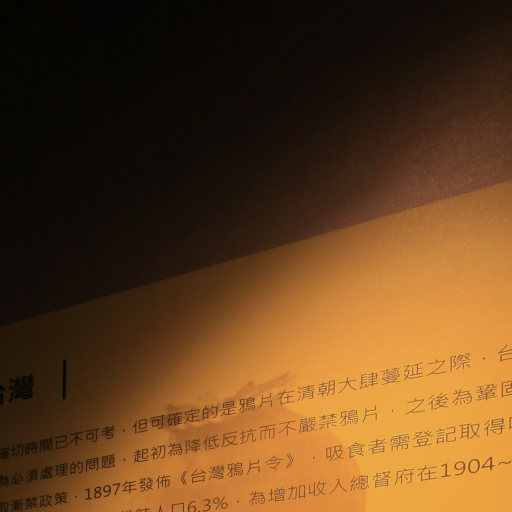 台灣
確切時間已不可考，但可確定的是鴉片在清朝大肆蔓延之際，台
為必須處理的問題，起初為降低反抗而不嚴禁鴉片，之後為鞏固
取漸禁政策，1897年發佈《台灣鴉片令》，吸食者需登記取得
人口6.3%，為增加收入總督府在1904~